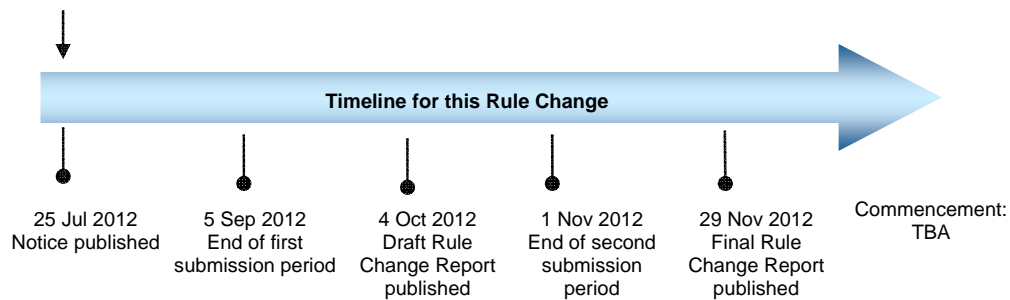 Timeline for this Rule Change
25 Jul 2012
Notice published
5 Sep 2012
End of first
submission period
4 Oct 2012
Draft Rule
Change Report
published
1 Nov 2012
End of second
submission
period
29 Nov 2012
Final Rule
Change Report
published
Commencement:
TBA